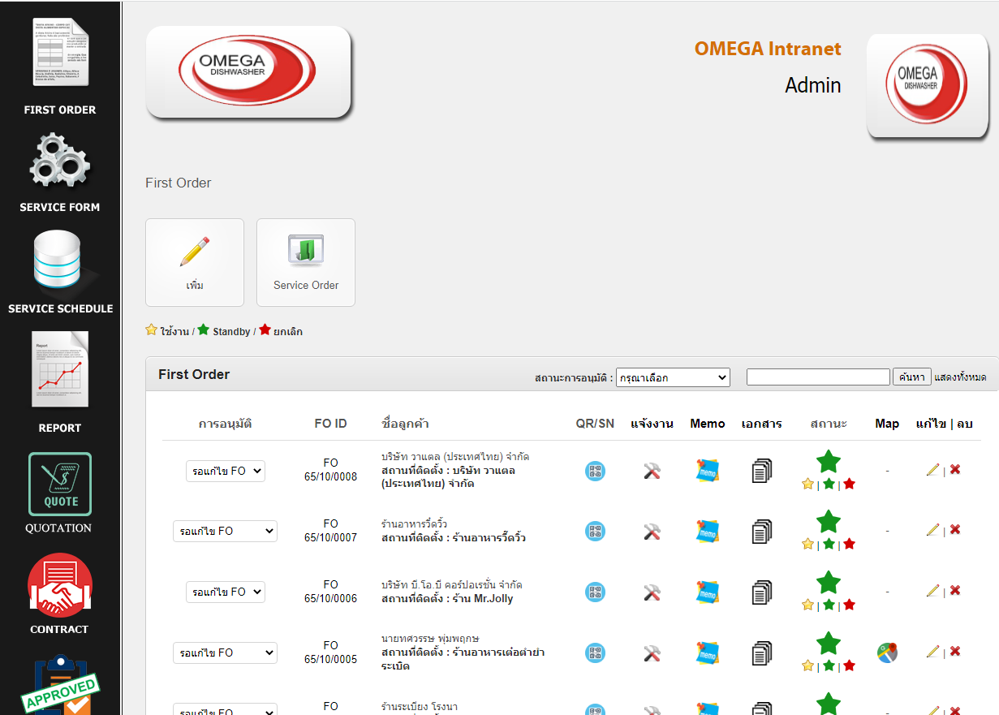 FIRST ORDER
SERVICE FORM
SERVICE SCHEDULE
Report
REPORT
QUOTE
QUOTATION
CONTRACT
APPROVED
OMEGA
DISHWASHER
OMEGA Intranet
Admin
OMEGA
DISHWASHER
First Order
เพิ่ม
Service Order
ใช้งาน / Standby / ยกเลิก
First Order
สถานะการอนุมัติ : กรุณาเลือก ค้นหา แสดงทั้งหมด
การอนุมัติ FO ID ชื่อลูกค้า QR/SN แจ้งงาน Memo เอกสาร สถานะ Map แก้ไข | ลบ
รอแก้ไข FO
FO
65/10/0008
บริษัท วาแตล (ประเทศไทย) จำกัด
สถานที่ติดตั้ง : บริษัท วาแตล
(ประเทศไทย) จำกัด
memo
| |
-
|
รอแก้ไข FO
FO
65/10/0007
ร้านอาหารวี๊ดวิ้ว
สถานที่ติดตั้ง : ร้านอาหารวี๊ดวิ้ว
memo
| |
-
|
รอแก้ไข FO
FO
65/10/0006
บริษัท บี.โอ.บี คอร์ปอเรชั่น จำกัด
สถานที่ติดตั้ง : ร้าน Mr.Jolly
memo
| |
-
|
รอแก้ไข FO
FO
65/10/0005
นายทศวรรษ พุ่มพฤกษ
สถานที่ติดตั้ง : ร้านอาหารเต๋อตำยำ
ระเบิด
memo
| |
|
รอแก้ไข FO
FO
ร้านระเบียง โรงนา